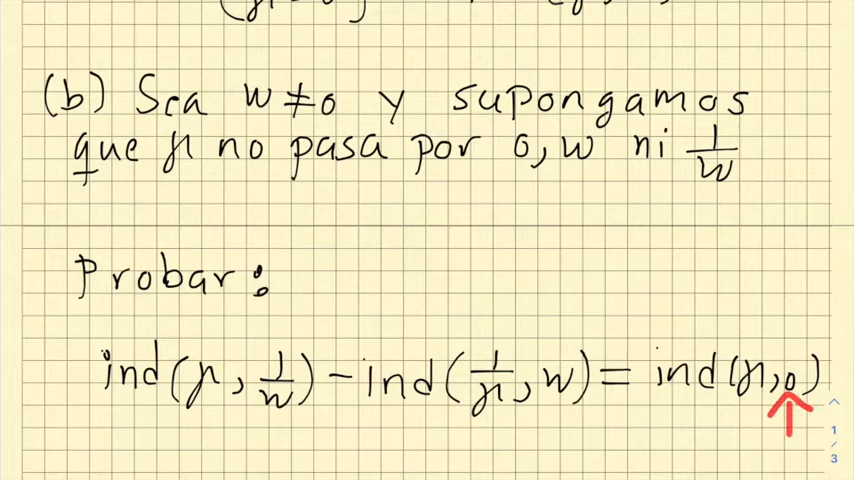 (b) Sea w ≠ 0 y supongamos
que γ no pasa por 0, w ni 1/w
Probar:
ind(γ, 1/w) - ind(1/γ, w) = ind(γ, 0)
1
/
3